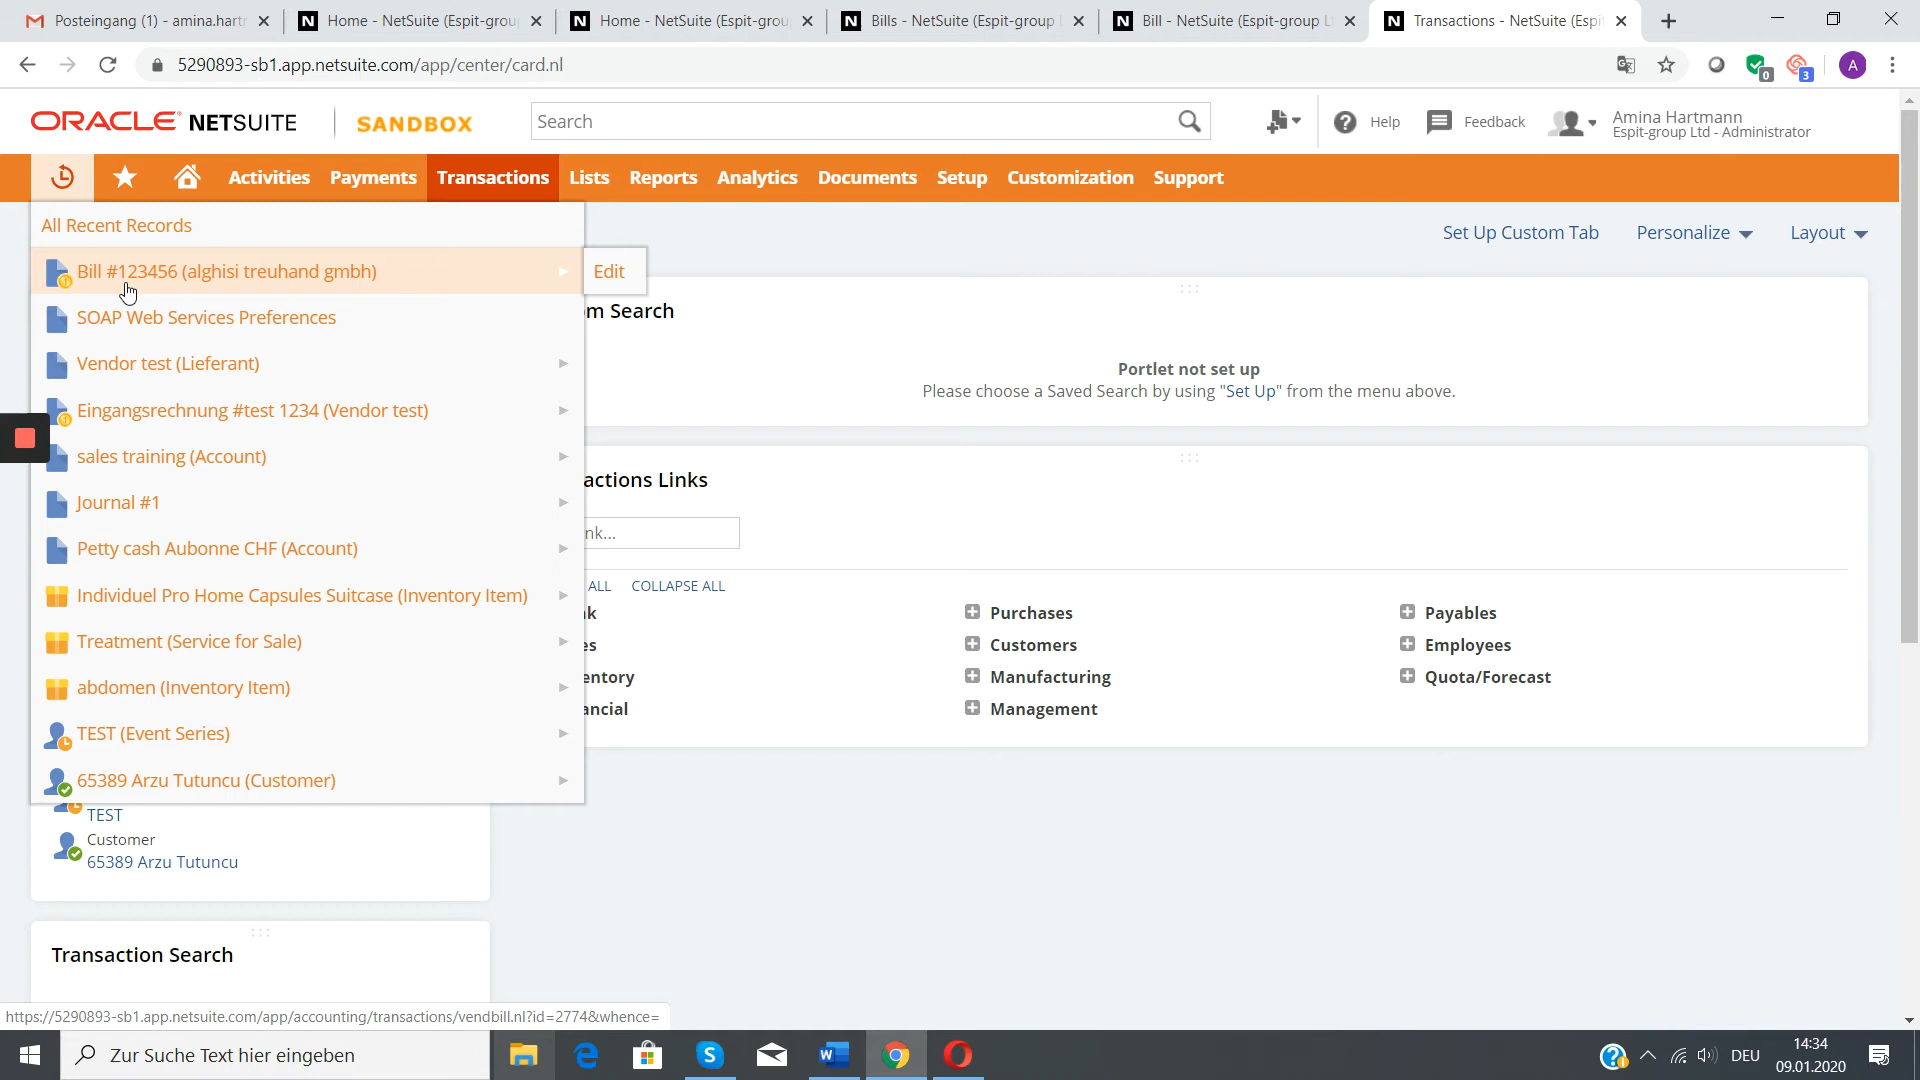 Posteingang (1) - amina.hart
Home - NetSuite (Espit-grou
Home - NetSuite (Espit-grou
Bills - NetSuite (Espit-group
Bill - NetSuite (Espit-group L
Transactions - NetSuite (Espi
5290893-sb1.app.netsuite.com/app/center/card.nl
0
3
A
ORACLE NETSUITE
SANDBOX
Search
Help
Feedback
Amina Hartmann
Espit-group Ltd - Administrator
Activities
Payments
Transactions
Lists
Reports
Analytics
Documents
Setup
Customization
Support
All Recent Records
Set Up Custom Tab
Personalize
Layout
Bill #123456 (alghisi treuhand gmbh)
Edit
SOAP Web Services Preferences
Vendor test (Lieferant)
Eingangsrechnung #test 1234 (Vendor test)
sales training (Account)
Journal #1
Petty cash Aubonne CHF (Account)
Individuel Pro Home Capsules Suitcase (Inventory Item)
Treatment (Service for Sale)
abdomen (Inventory Item)
TEST (Event Series)
65389 Arzu Tutuncu (Customer)
m Search
Portlet not set up
Please choose a Saved Search by using "Set Up" from the menu above.
actions Links
nk...
ALL
COLLAPSE ALL
nk
Purchases
Payables
es
Customers
Employees
entory
Manufacturing
Quota/Forecast
ancial
Management
TEST
Customer
65389 Arzu Tutuncu
Transaction Search
https://5290893-sb1.app.netsuite.com/app/accounting/transactions/vendbill.nl?id=2774&whence=
Zur Suche Text hier eingeben
DEU
14:34
09.01.2020